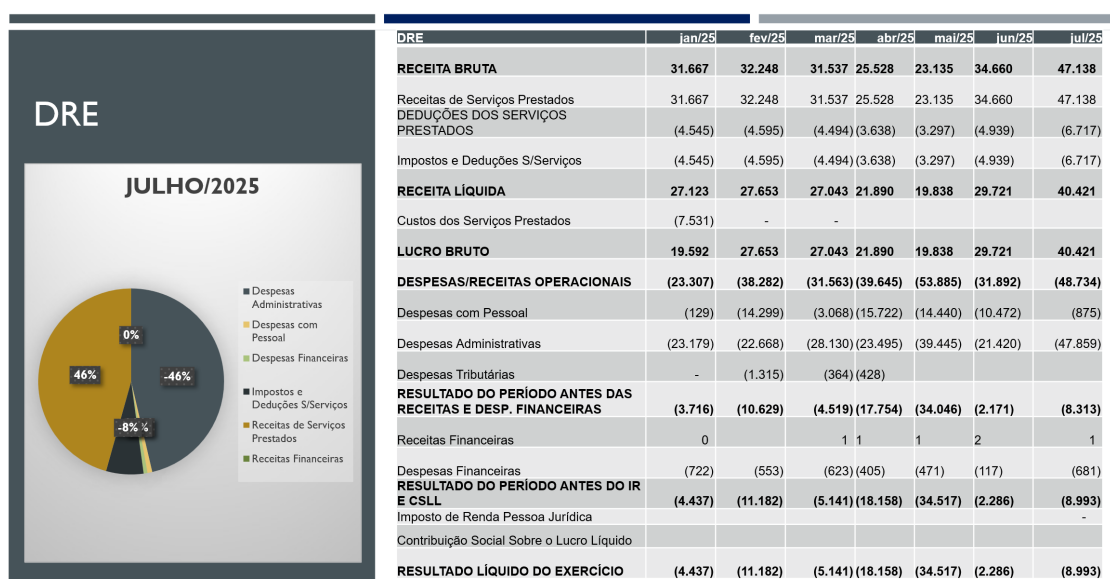 DRE
JULHO/2025
0%
46%
-46%
-8%
%
Despesas
Administrativas
Despesas com
Pessoal
Despesas Financeiras
Impostos e
Deduções S/Serviços
Receitas de Serviços
Prestados
Receitas Financeiras
DRE jan/25 fev/25 mar/25 abr/25 mai/25 jun/25 jul/25
RECEITA BRUTA 31.667 32.248 31.537 25.528 23.135 34.660 47.138
Receitas de Serviços Prestados 31.667 32.248 31.537 25.528 23.135 34.660 47.138
DEDUÇÕES DOS SERVIÇOS
PRESTADOS (4.545) (4.595) (4.494) (3.638) (3.297) (4.939) (6.717)
Impostos e Deduções S/Serviços (4.545) (4.595) (4.494) (3.638) (3.297) (4.939) (6.717)
RECEITA LÍQUIDA 27.123 27.653 27.043 21.890 19.838 29.721 40.421
Custos dos Serviços Prestados (7.531) - -
LUCRO BRUTO 19.592 27.653 27.043 21.890 19.838 29.721 40.421
DESPESAS/RECEITAS OPERACIONAIS (23.307) (38.282) (31.563) (39.645) (53.885) (31.892) (48.734)
Despesas com Pessoal (129) (14.299) (3.068) (15.722) (14.440) (10.472) (875)
Despesas Administrativas (23.179) (22.668) (28.130) (23.495) (39.445) (21.420) (47.859)
Despesas Tributárias - (1.315) (364) (428)
RESULTADO DO PERÍODO ANTES DAS
RECEITAS E DESP. FINANCEIRAS (3.716) (10.629) (4.519) (17.754) (34.046) (2.171) (8.313)
Receitas Financeiras 0 1 1 1 2 1
Despesas Financeiras (722) (553) (623) (405) (471) (117) (681)
RESULTADO DO PERÍODO ANTES DO IR
E CSLL (4.437) (11.182) (5.141) (18.158) (34.517) (2.286) (8.993)
Imposto de Renda Pessoa Jurídica -
Contribuição Social Sobre o Lucro Líquido
RESULTADO LÍQUIDO DO EXERCÍCIO (4.437) (11.182) (5.141) (18.158) (34.517) (2.286) (8.993)